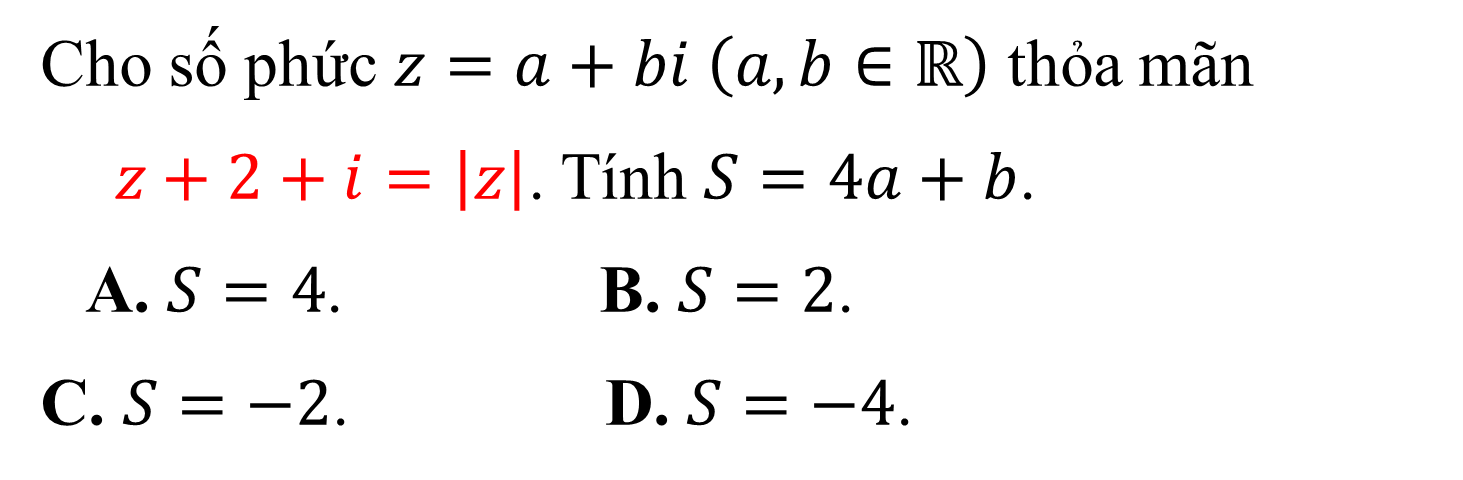 Cho số phức z = a + bi (a, b ∈ ℝ) thỏa mãn
z + 2 + i = |z|. Tính S = 4a + b.
A. S = 4. B. S = 2.
C. S = −2. D. S = −4.